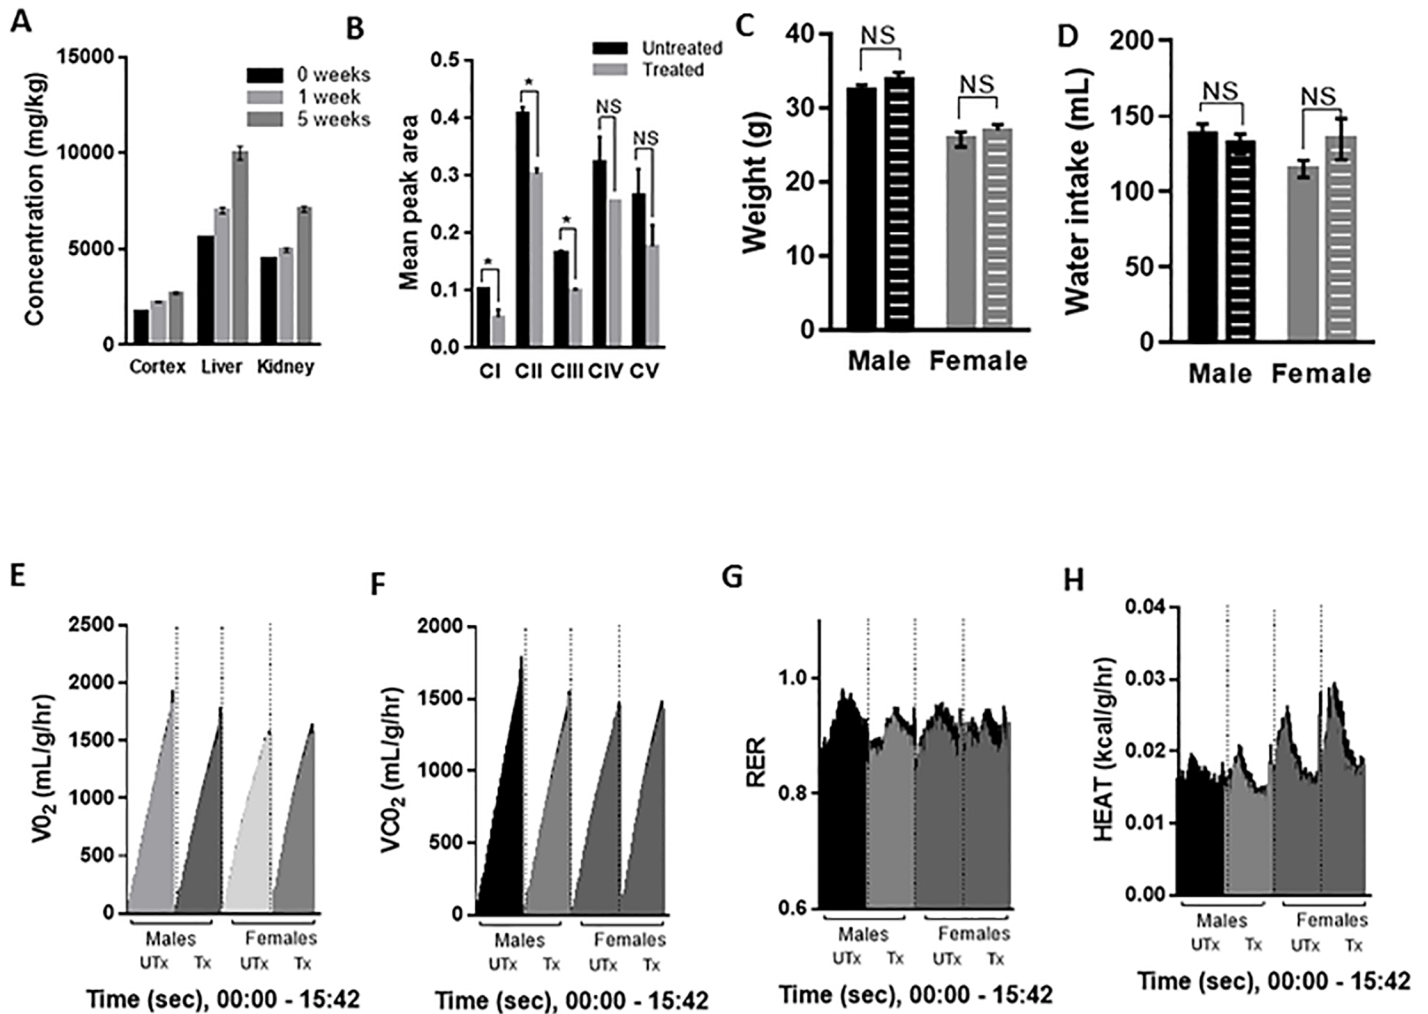 A
Concentration (mg/kg)
15000
10000
5000
0
0 weeks
1 week
5 weeks
Cortex Liver Kidney
B
Mean peak area
0.5
0.4
0.3
0.2
0.1
0.0
Untreated
Treated
*
*
*
NS
NS
CI CII CIII CIV CV
C
Weight (g)
40
30
20
10
0
NS
NS
Male Female
D
Water intake (mL)
200
150
100
50
0
NS
NS
Male Female
E
V0₂ (mL/g/hr)
2500
2000
1500
1000
500
0
Males Females
UTx Tx UTx Tx
Time (sec), 00:00 - 15:42
F
VC0₂ (mL/g/hr)
2000
1500
1000
500
0
Males Females
UTx Tx UTx Tx
Time (sec), 00:00 - 15:42
G
RER
1.0
0.8
0.6
Males Females
UTx Tx UTx Tx
Time (sec), 00:00 - 15:42
H
HEAT (kcal/g/hr)
0.04
0.03
0.02
0.01
0.00
Males Females
UTx Tx UTx Tx
Time (sec), 00:00 - 15:42